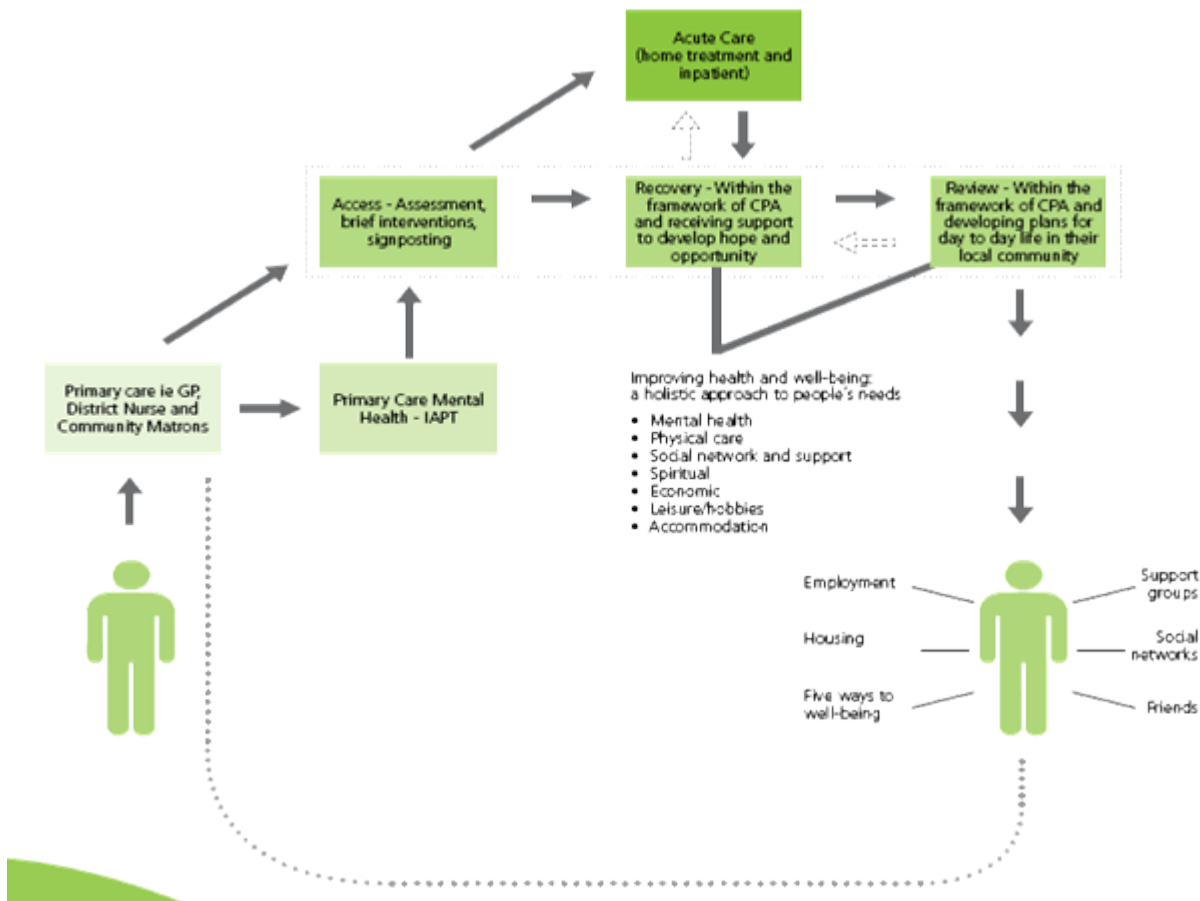 Acute Care
(home treatment and
inpatient)
Access - Assessment,
brief interventions,
signposting
Recovery - Within the
framework of CPA
and receiving support
to develop hope and
opportunity
Review - Within the
framework of CPA and
developing plans for
day to day life in their
local community
Primary care ie GP,
District Nurse and
Community Matrons
Primary Care Mental
Health - IAPT
Improving health and well-being:
a holistic approach to people's needs
• Mental health
• Physical care
• Social network and support
• Spiritual
• Economic
• Leisure/hobbies
• Accommodation
Employment
Housing
Five ways to
well-being
Support
groups
Social
networks
Friends